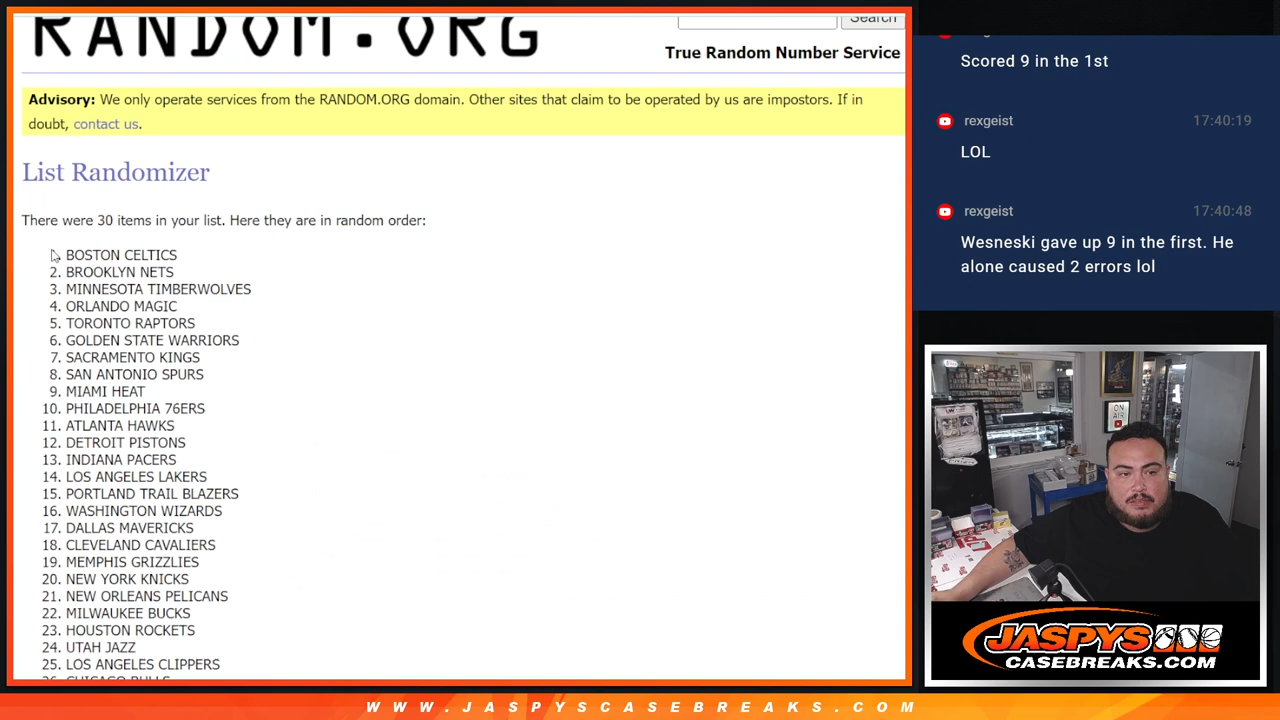 RANDOM.ORG
Search
True Random Number Service
Advisory: We only operate services from the RANDOM.ORG domain. Other sites that claim to be operated by us are impostors. If in
doubt, contact us.
List Randomizer
There were 30 items in your list. Here they are in random order:
1. BOSTON CELTICS
2. BROOKLYN NETS
3. MINNESOTA TIMBERWOLVES
4. ORLANDO MAGIC
5. TORONTO RAPTORS
6. GOLDEN STATE WARRIORS
7. SACRAMENTO KINGS
8. SAN ANTONIO SPURS
9. MIAMI HEAT
10. PHILADELPHIA 76ERS
11. ATLANTA HAWKS
12. DETROIT PISTONS
13. INDIANA PACERS
14. LOS ANGELES LAKERS
15. PORTLAND TRAIL BLAZERS
16. WASHINGTON WIZARDS
17. DALLAS MAVERICKS
18. CLEVELAND CAVALIERS
19. MEMPHIS GRIZZLIES
20. NEW YORK KNICKS
21. NEW ORLEANS PELICANS
22. MILWAUKEE BUCKS
23. HOUSTON ROCKETS
24. UTAH JAZZ
25. LOS ANGELES CLIPPERS
26. CHICAGO BULLS
Scored 9 in the 1st
rexgeist 17:40:19
LOL
rexgeist 17:40:48
Wesneski gave up 9 in the first. He
alone caused 2 errors lol
ON
AIR
JASPYS
CASEBREAKS.COM
WWW.JASPYSCASEBREAKS.COM